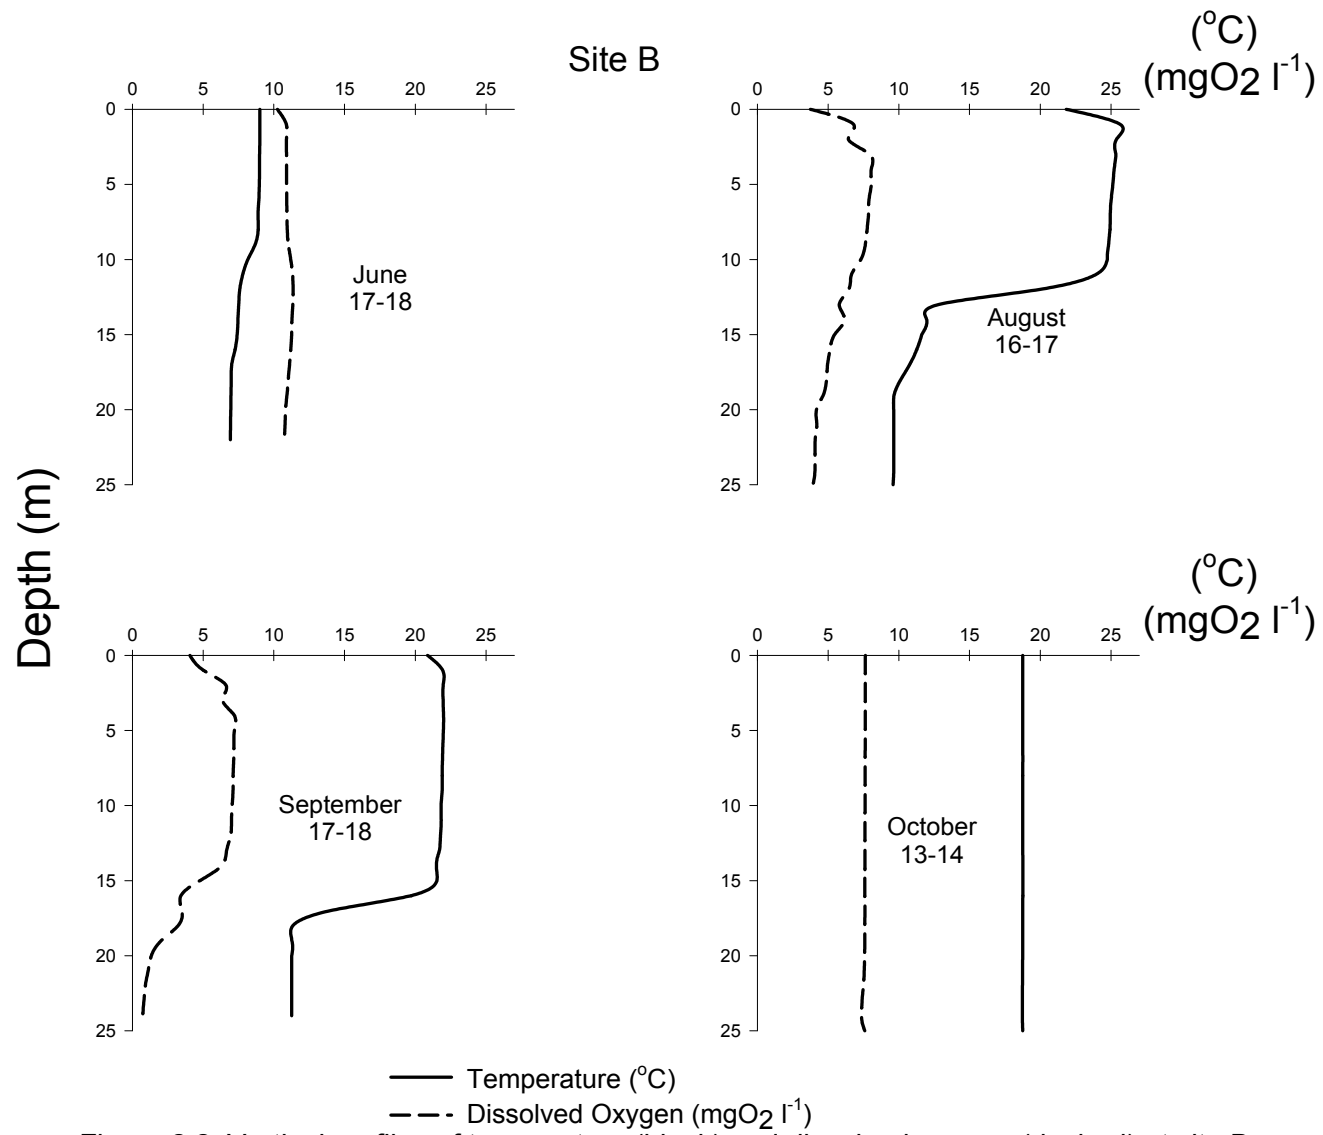 Site B
(°C)
(mgO2 l⁻¹)
0 5 10 15 20 25
0
5
10
15
20
25
June
17-18
0 5 10 15 20 25
0
5
10
15
20
25
August
16-17
Depth (m)
(°C)
(mgO2 l⁻¹)
0 5 10 15 20 25
0
5
10
15
20
25
September
17-18
0 5 10 15 20 25
0
5
10
15
20
25
October
13-14
Temperature (°C)
Dissolved Oxygen (mgO2 l⁻¹)